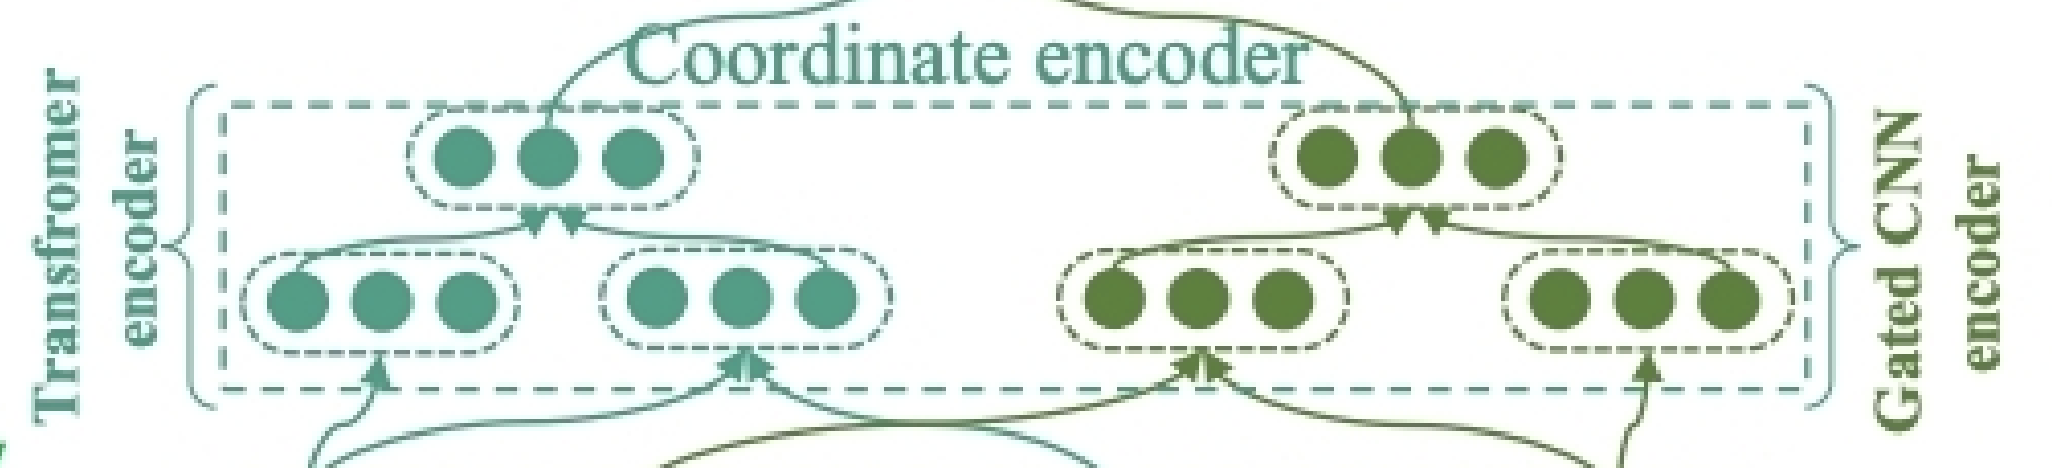 Coordinate encoder
Transfromer
encoder
Gated CNN
encoder